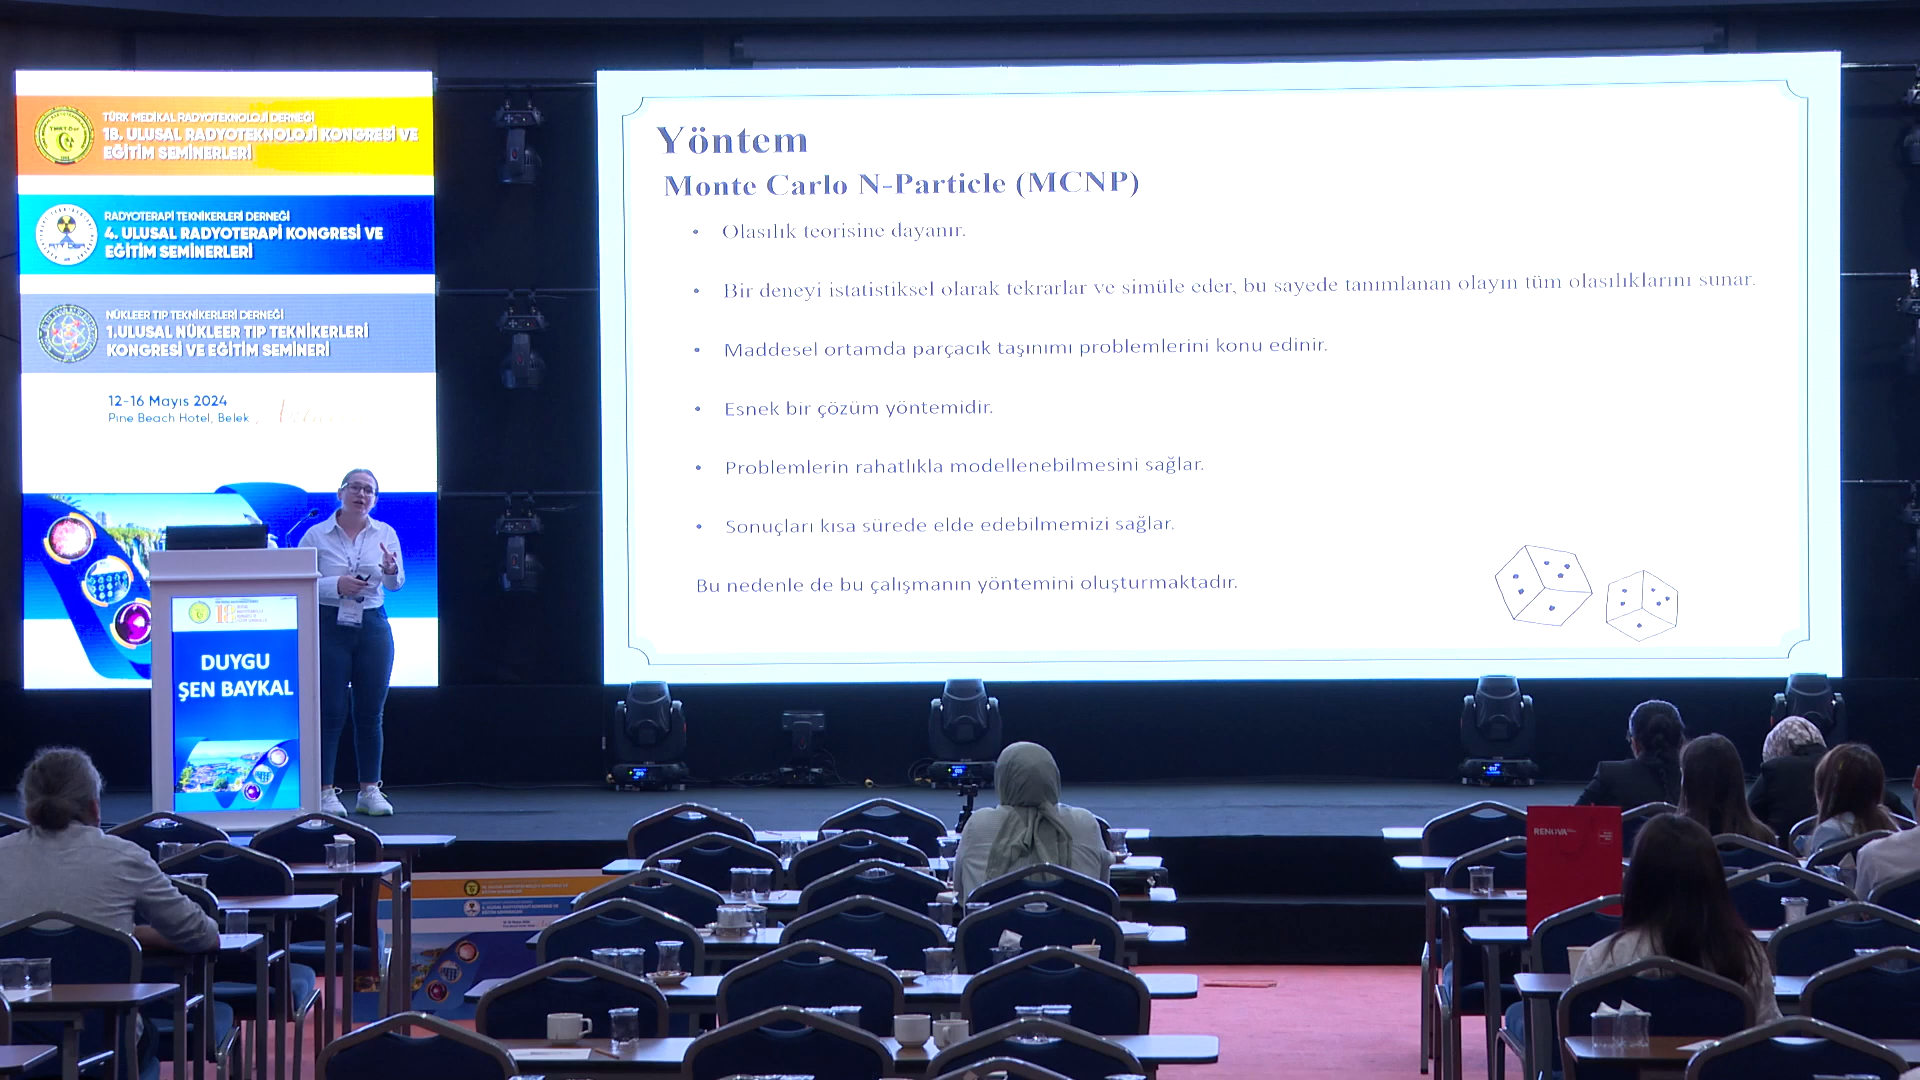 TÜRK MEDİKAL RADYOTEKNOLOJİ DERNEĞİ
18. ULUSAL RADYOTEKNOLOJİ KONGRESİ VE
EĞİTİM SEMİNERLERİ
RADYOTERAPİ TEKNİKERLERİ DERNEĞİ
4. ULUSAL RADYOTERAPİ KONGRESİ VE
EĞİTİM SEMİNERLERİ
NÜKLEER TIP TEKNİKERLERİ DERNEĞİ
1.ULUSAL NÜKLEER TIP TEKNİKERLERİ
KONGRESİ VE EĞİTİM SEMİNERİ
12-16 Mayıs 2024
Pine Beach Hotel, Belek
Yöntem
Monte Carlo N-Particle (MCNP)
• Olasılık teorisine dayanır.
• Bir deneyi istatistiksel olarak tekrarlar ve simüle eder, bu sayede tanımlanan olayın tüm olasılıklarını sunar.
• Maddesel ortamda parçacık taşınımı problemlerini konu edinir.
• Esnek bir çözüm yöntemidir.
• Problemlerin rahatlıkla modellenebilmesini sağlar.
• Sonuçları kısa sürede elde edebilmemizi sağlar.
Bu nedenle de bu çalışmanın yöntemini oluşturmaktadır.
18
DUYGU
ŞEN BAYKAL
RENOVA